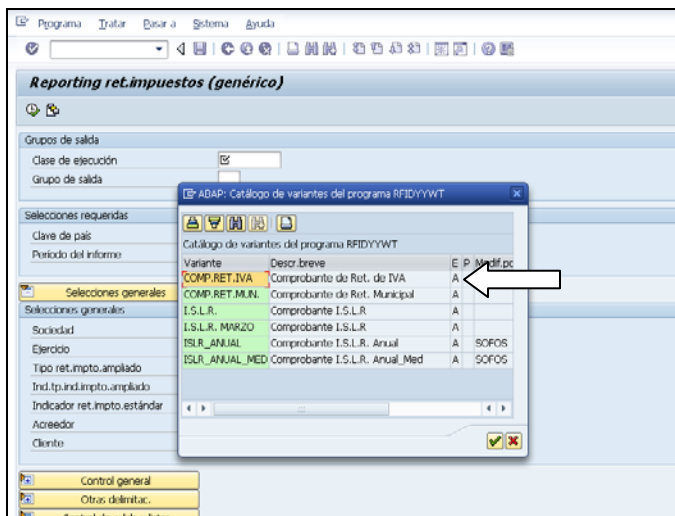 Programa Tratar Pasar a Sistema Ayuda
Reporting ret.impuestos (genérico)
Grupos de salida
Clase de ejecución
Grupo de salida
Selecciones requeridas
Clave de país
Periodo del informe
Selecciones generales
Selecciones generales
Sociedad
Ejercicio
Tipo ret.impto.ampliado
Ind.tp.ind.impto.ampliado
Indicador ret.impto.estándar
Acreedor
Cliente
Control general
Otras delimitac.
ABAP: Catálogo de variantes del programa RFIDYYWT
Catálogo de variantes del programa RFIDYYWT
Variante Descr.breve E P Modif.po
COMP.RET.IVA Comprobante de Ret. de IVA A
COMP.RET.MUN. Comprobante de Ret. Municipal A
I.S.L.R. Comprobante I.S.L.R A
I.S.L.R. MARZO Comprobante I.S.L.R A
ISLR_ANUAL Comprobante I.S.L.R. Anual A SOFOS
ISLR_ANUAL_MED Comprobante I.S.L.R. Anual_Med A SOFOS